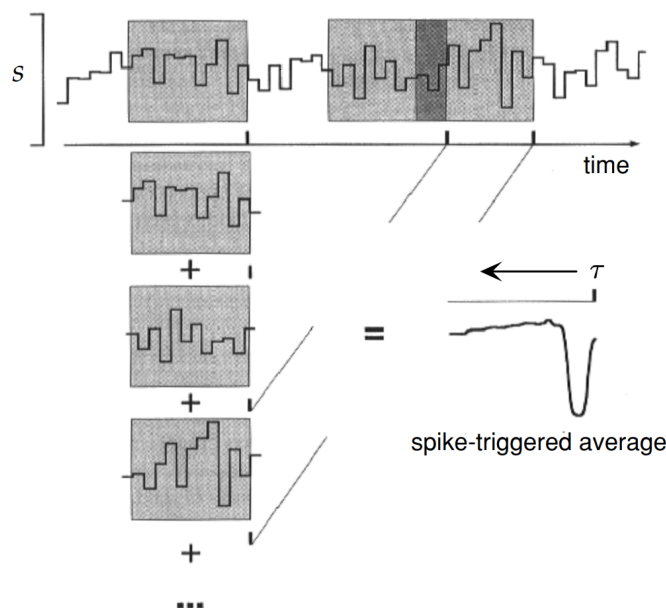 s
time
+
τ
+
=
spike-triggered average
+
...